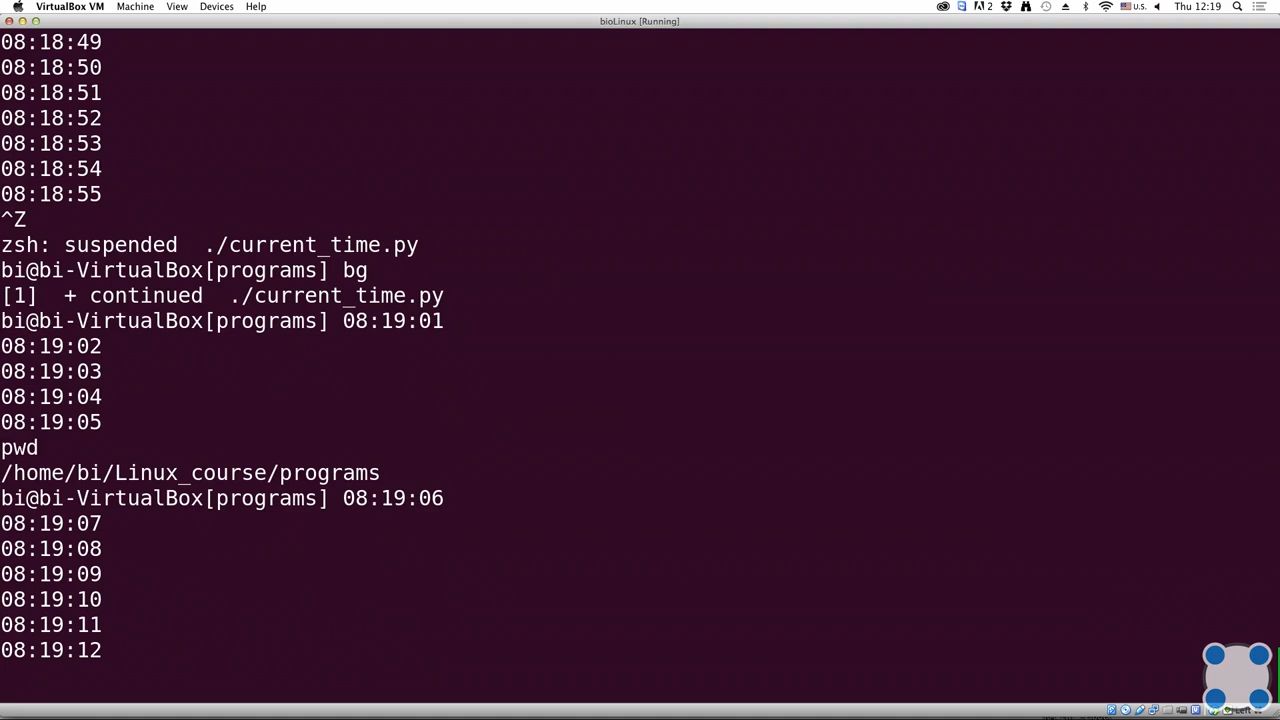 VirtualBox VM Machine View Devices Help 2 U.S. Thu 12:19
bioLinux [Running]
08:18:49
08:18:50
08:18:51
08:18:52
08:18:53
08:18:54
08:18:55
^Z
zsh: suspended  ./current_time.py
bi@bi-VirtualBox[programs] bg
[1]  + continued  ./current_time.py
bi@bi-VirtualBox[programs] 08:19:01
08:19:02
08:19:03
08:19:04
08:19:05
pwd
/home/bi/Linux_course/programs
bi@bi-VirtualBox[programs] 08:19:06
08:19:07
08:19:08
08:19:09
08:19:10
08:19:11
08:19:12
Left